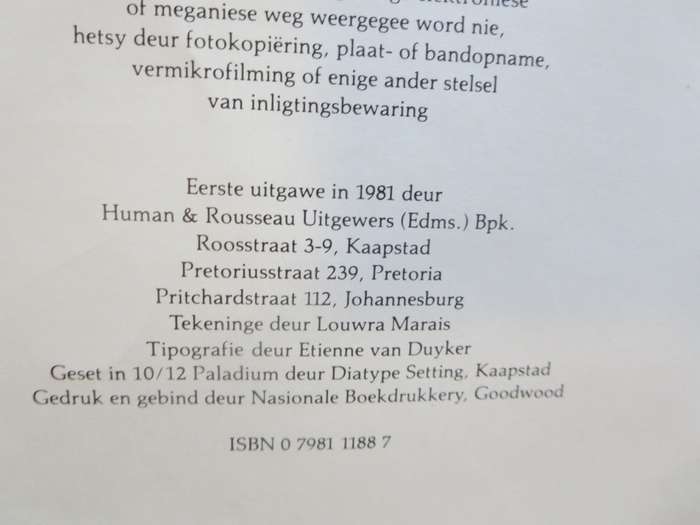 of meganiese weg weergegee word nie,
hetsy deur fotokopiëring, plaat- of bandopname,
vermikrofilming of enige ander stelsel
van inligtingsbewaring
Eerste uitgawe in 1981 deur
Human & Rousseau Uitgewers (Edms.) Bpk.
Roosstraat 3-9, Kaapstad
Pretoriusstraat 239, Pretoria
Pritchardstraat 112, Johannesburg
Tekeninge deur Louwra Marais
Tipografie deur Etienne van Duyker
Geset in 10/12 Paladium deur Diatype Setting, Kaapstad
Gedruk en gebind deur Nasionale Boekdrukkery, Goodwood
ISBN 0 7981 1188 7